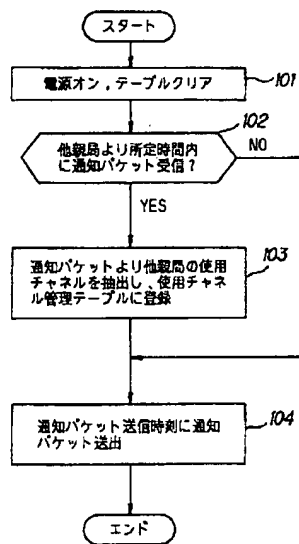 スタート
電源オン，テーブルクリア
101
102
他親局より所定時間内
に通知パケット受信？
NO
YES
103
通知パケットより他親局の使用
チャネルを抽出し、使用チャネ
ル管理テーブルに登録
104
通知パケット送信時刻に通知
パケット送出
エンド